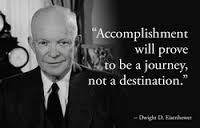 “Accomplishment
will prove
to be a journey,
not a destination.”
– Dwight D. Eisenhower